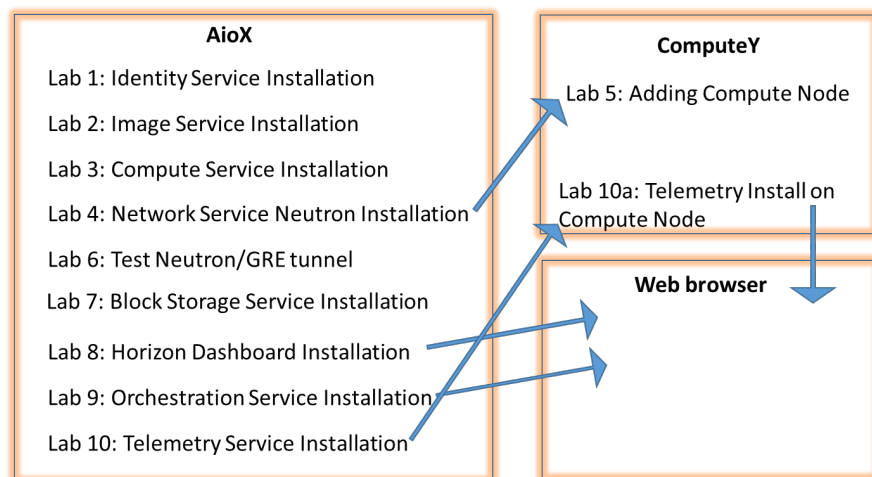 AioX
Lab 1: Identity Service Installation
Lab 2: Image Service Installation
Lab 3: Compute Service Installation
Lab 4: Network Service Neutron Installation
Lab 6: Test Neutron/GRE tunnel
Lab 7: Block Storage Service Installation
Lab 8: Horizon Dashboard Installation
Lab 9: Orchestration Service Installation
Lab 10: Telemetry Service Installation
ComputeY
Lab 5: Adding Compute Node
Lab 10a: Telemetry Install on
Compute Node
Web browser